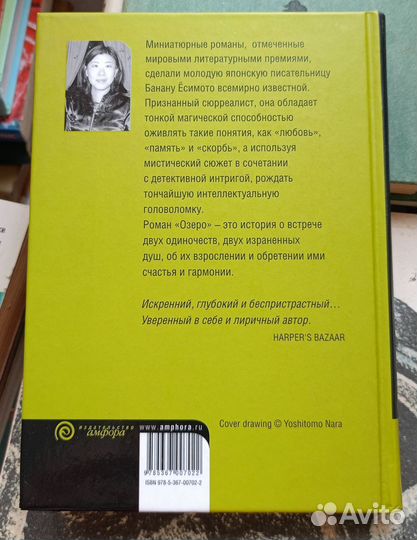 Миниатюрные романы, отмеченные
мировыми литературными премиями,
сделали молодую японскую писательницу
Банану Ёсимото всемирно известной.
Признанный сюрреалист, она обладает
тонкой магической способностью
оживлять такие понятия, как «любовь»,
«память» и «скорбь», а используя
мистический сюжет в сочетании
с детективной интригой, рождать
тончайшую интеллектуальную
головоломку.
Роман «Озеро» – это история о встрече
двух одиночеств, двух израненных
душ, об их взрослении и обретении ими
счастья и гармонии.
Искренний, глубокий и беспристрастный...
Уверенный в себе и лиричный автор.
HARPER'S BAZAAR
издательство
амфора
www.amphora.ru
9 785367 007022
ISBN 978-5-367-00702-2
Cover drawing © Yoshitomo Nara
Avito